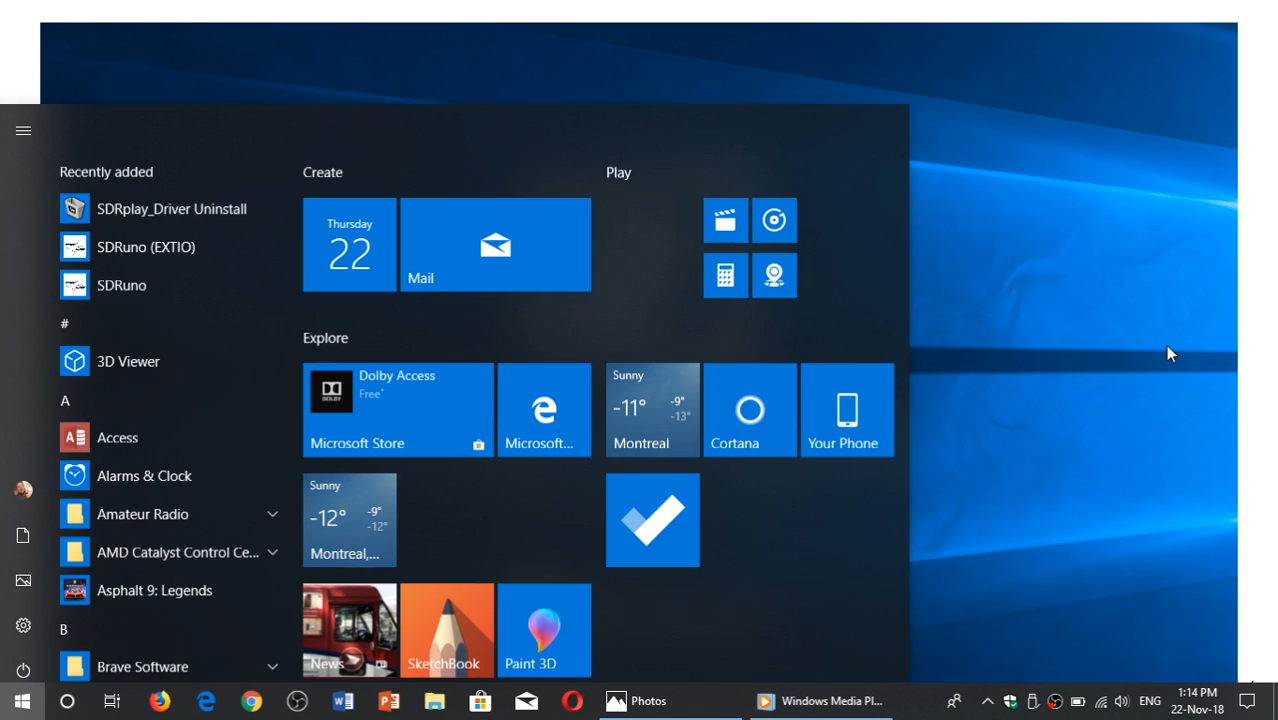 Recently added
SDRplay_Driver Uninstall
SDRuno (EXTIO)
SDRuno
#
3D Viewer
A
Access
Alarms & Clock
Amateur Radio
AMD Catalyst Control Ce...
Asphalt 9: Legends
B
Brave Software
Create
Thursday
22
Mail
Explore
Dolby Access
Free+
Microsoft Store
Microsoft...
Sunny
-12° -9°
-12°
Montreal,...
News
SketchBook
Paint 3D
Play
Sunny
-11° -9°
-13°
Montreal
Cortana
Your Phone
Photos
Windows Media Pl...
ENG
1:14 PM
22-Nov-18